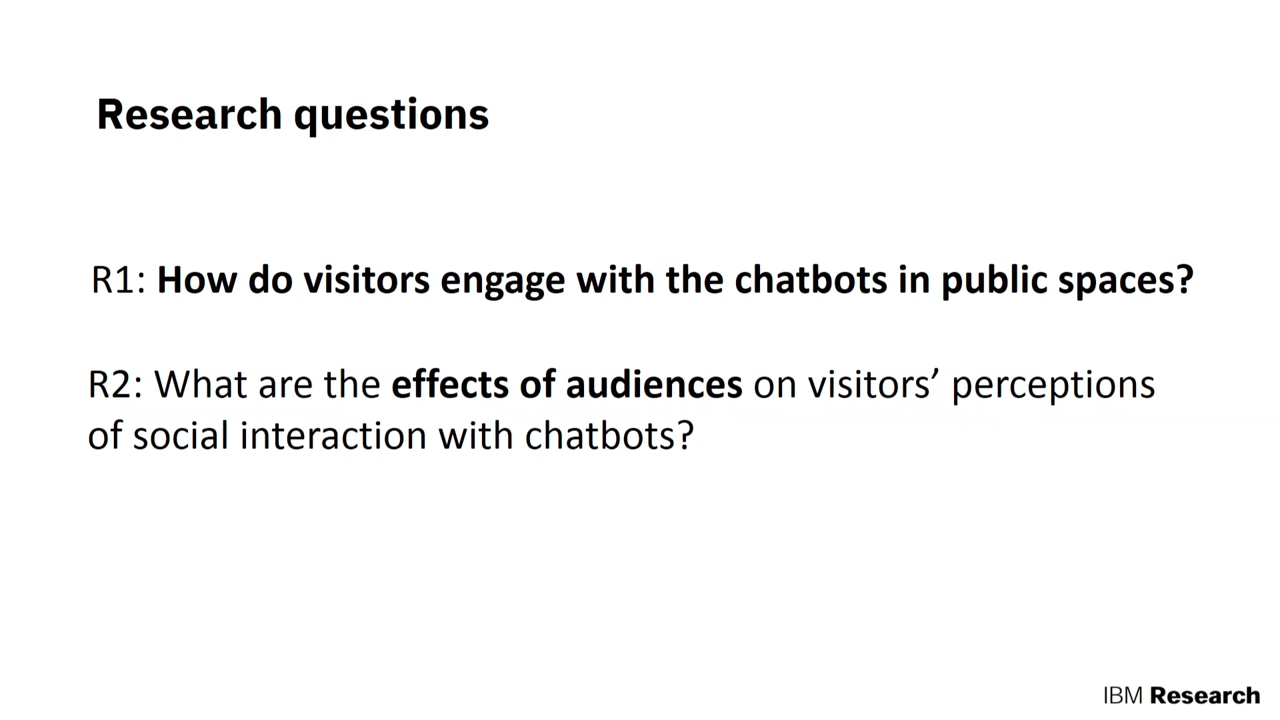 Research questions
R1: How do visitors engage with the chatbots in public spaces?
R2: What are the effects of audiences on visitors’ perceptions
of social interaction with chatbots?
IBM Research